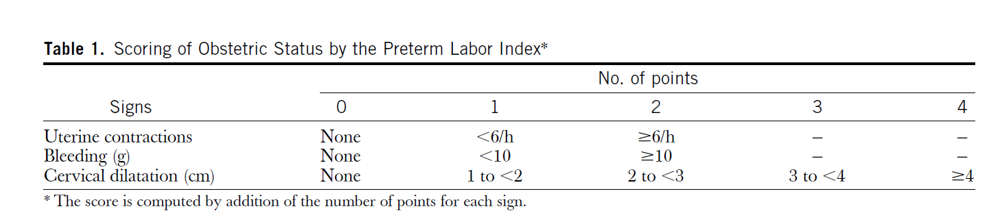 Table 1. Scoring of Obstetric Status by the Preterm Labor Index*
No. of points
Signs 0 1 2 3 4
Uterine contractions None <6/h ≥6/h – –
Bleeding (g) None <10 ≥10 – –
Cervical dilatation (cm) None 1 to <2 2 to <3 3 to <4 ≥4
* The score is computed by addition of the number of points for each sign.